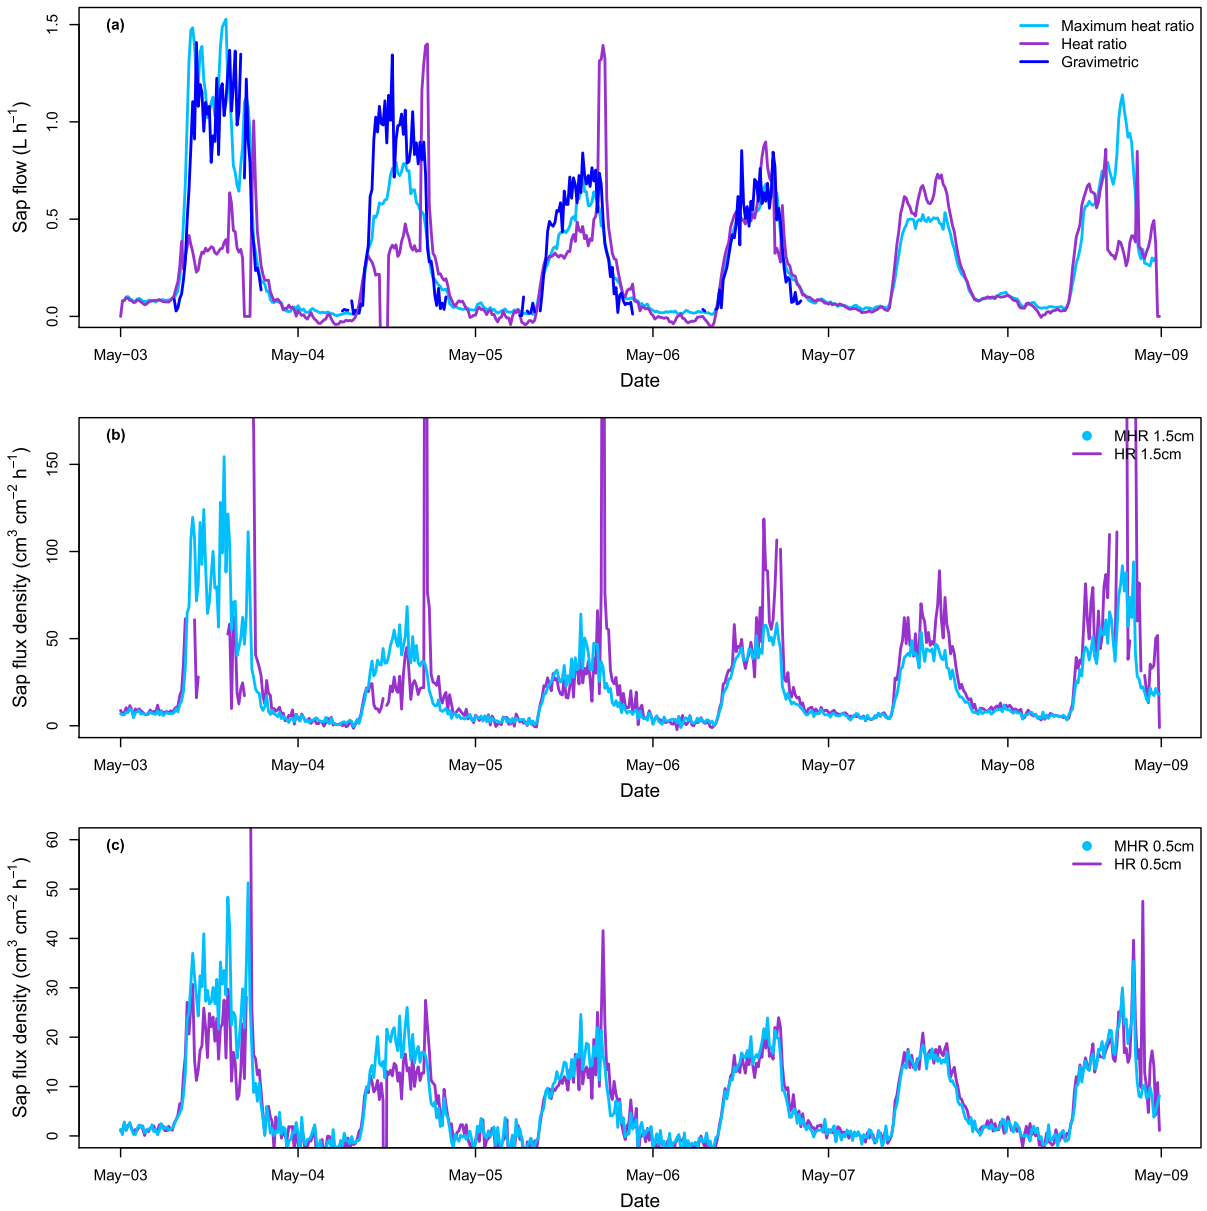 (a)
Maximum heat ratio
Heat ratio
Gravimetric
Sap flow (L h⁻¹)
1.5
1.0
0.5
0.0
May−03 May−04 May−05 May−06 May−07 May−08 May−09
Date
(b)
MHR 1.5cm
HR 1.5cm
Sap flux density (cm³ cm⁻² h⁻¹)
150
100
50
0
May−03 May−04 May−05 May−06 May−07 May−08 May−09
Date
(c)
MHR 0.5cm
HR 0.5cm
Sap flux density (cm³ cm⁻² h⁻¹)
60
50
40
30
20
10
0
May−03 May−04 May−05 May−06 May−07 May−08 May−09
Date